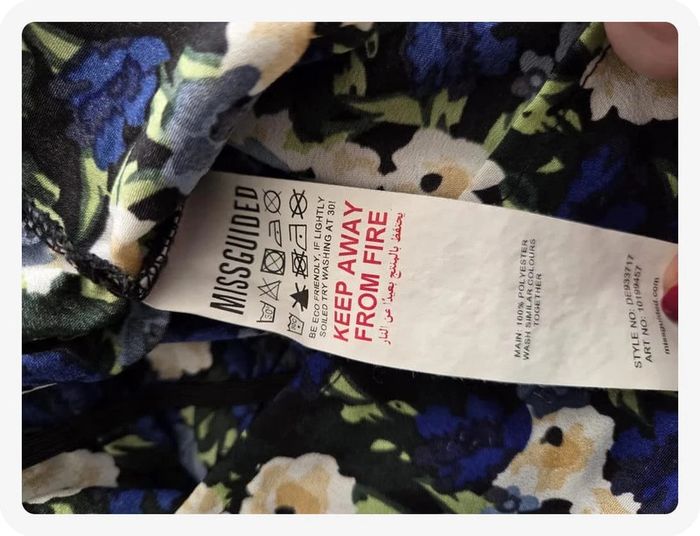 MISSGUIDED
BE ECO FRIENDLY, IF LIGHTLY
SOILED TRY WASHING AT 30!
KEEP AWAY
FROM FIRE
يحتفظ بالمنتج بعيداً عن النار
MAIN: 100% POLYESTER
WASH SIMILAR COLOURS
TOGETHER
STYLE NO: DE933717
ART NO: 10199457
missguided.com